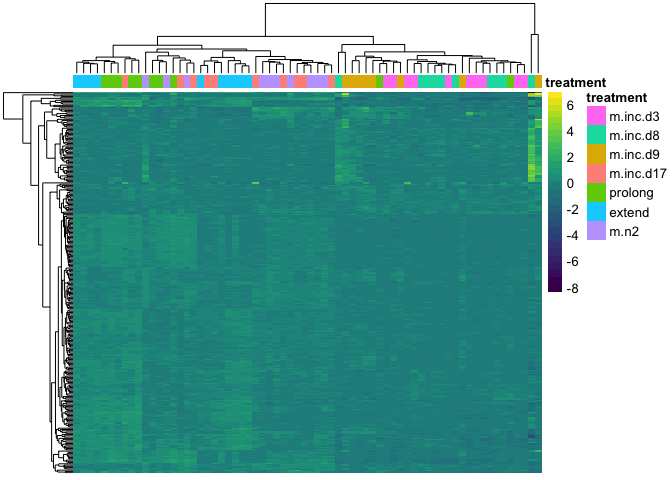 treatment
6
4
2
0
-2
-4
-6
-8
treatment
m.inc.d3
m.inc.d8
m.inc.d9
m.inc.d17
prolong
extend
m.n2